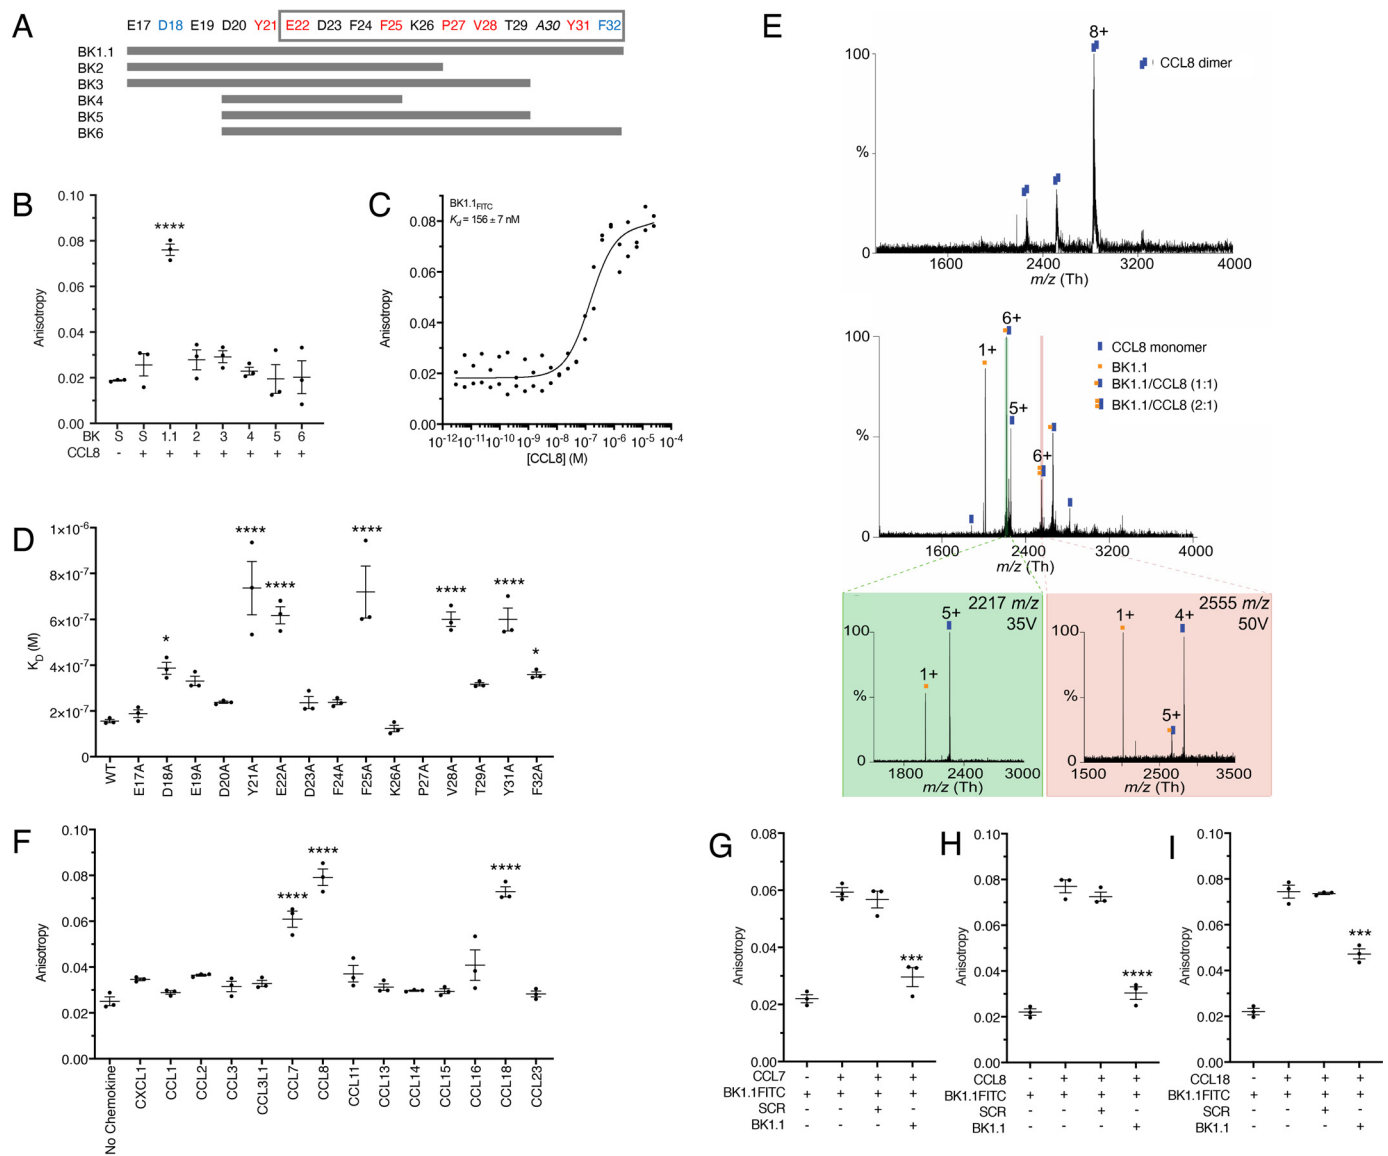 A
E17 D18 E19 D20 Y21 E22 D23 F24 F25 K26 P27 V28 T29 A30 Y31 F32
BK1.1
BK2
BK3
BK4
BK5
BK6
B
Anisotropy
0.10
0.08
0.06
0.04
0.02
0.00
****
BK S S 1.1 2 3 4 5 6
CCL8 - + + + + + + +
C
BK1.1FITC
Kd = 156 ± 7 nM
Anisotropy
0.08
0.06
0.04
0.02
0.00
10-12 10-11 10-10 10-9 10-8 10-7 10-6 10-5 10-4
[CCL8] (M)
D
KD (M)
1×10-6
8×10-7
6×10-7
4×10-7
2×10-7
0
* **** **** **** **** **** *
WT E17A D18A E19A D20A Y21A E22A D23A F24A F25A K26A P27A V28A T29A Y31A F32A
E
8+
CCL8 dimer
100
%
0
1600 2400 3200 4000
m/z (Th)
6+
1+
5+
6+
CCL8 monomer
BK1.1
BK1.1/CCL8 (1:1)
BK1.1/CCL8 (2:1)
100
%
0
1600 2400 3200 4000
m/z (Th)
2217 m/z
35V
5+
1+
100
%
1800 2400 3000
m/z (Th)
2555 m/z
50V
1+ 4+
5+
100
%
0
1500 2500 3500
m/z (Th)
F
Anisotropy
0.10
0.08
0.06
0.04
0.02
0.00
**** **** ****
No Chemokine CXCL1 CCL1 CCL2 CCL3 CCL3L1 CCL7 CCL8 CCL11 CCL13 CCL14 CCL15 CCL16 CCL18 CCL23
G
Anisotropy
0.08
0.06
0.04
0.02
0.00
***
CCL7 - + + +
BK1.1FITC + + + +
SCR - - + -
BK1.1 - - - +
H
Anisotropy
0.10
0.08
0.06
0.04
0.02
0.00
****
CCL8 - + + +
BK1.1FITC + + + +
SCR - - + -
BK1.1 - - - +
I
Anisotropy
0.10
0.08
0.06
0.04
0.02
0.00
***
CCL18 - + + +
BK1.1FITC + + + +
SCR - - + -
BK1.1 - - - +